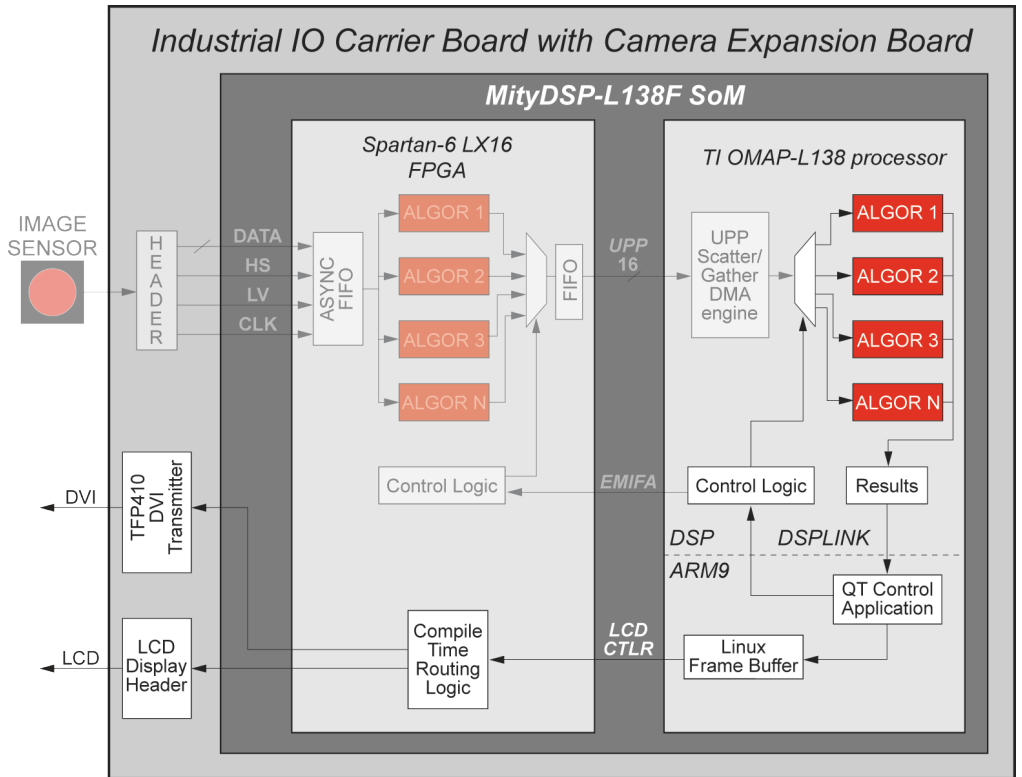 Industrial IO Carrier Board with Camera Expansion Board
MityDSP-L138F SoM
Spartan-6 LX16
FPGA
TI OMAP-L138 processor
IMAGE
SENSOR
HEADER
DATA
HS
LV
CLK
ASYNC
FIFO
ALGOR 1
ALGOR 2
ALGOR 3
ALGOR N
FIFO
UPP
16
UPP
Scatter/
Gather
DMA
engine
ALGOR 1
ALGOR 2
ALGOR 3
ALGOR N
Control Logic
EMIFA
Control Logic
Results
DSP
DSPLINK
ARM9
QT Control
Application
DVI
TFP410
DVI
Transmitter
LCD
LCD
Display
Header
Compile
Time
Routing
Logic
LCD
CTLR
Linux
Frame Buffer